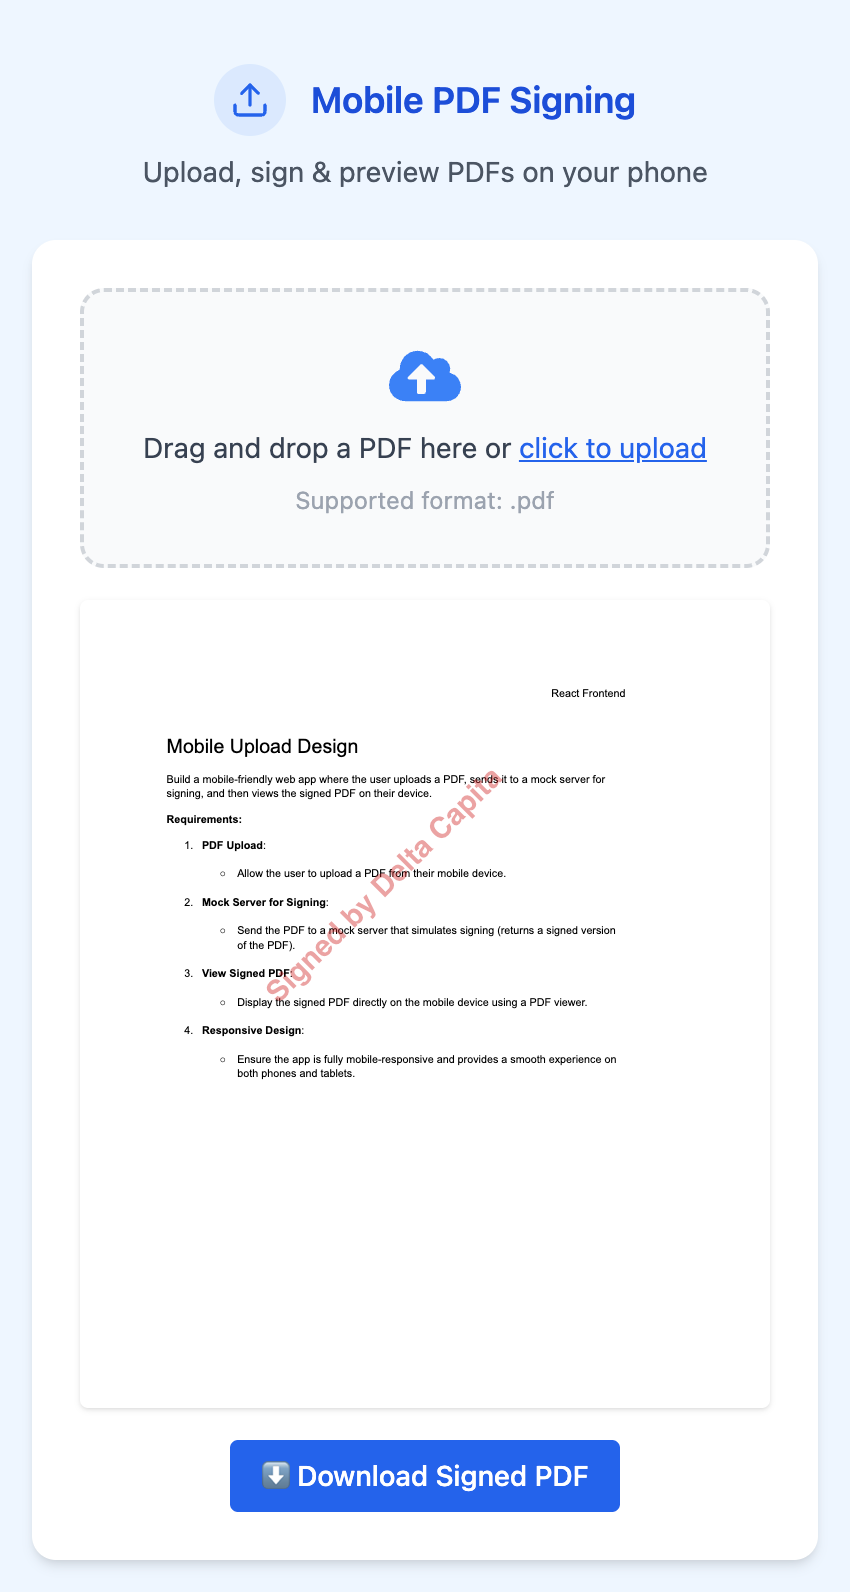 Mobile PDF Signing
Upload, sign & preview PDFs on your phone
Drag and drop a PDF here or click to upload
Supported format: .pdf
React Frontend
Mobile Upload Design
Build a mobile-friendly web app where the user uploads a PDF, sends it to a mock server for
signing, and then views the signed PDF on their device.
Requirements:
1. PDF Upload:
○ Allow the user to upload a PDF from their mobile device.
2. Mock Server for Signing:
○ Send the PDF to a mock server that simulates signing (returns a signed version
of the PDF).
3. View Signed PDF:
○ Display the signed PDF directly on the mobile device using a PDF viewer.
4. Responsive Design:
○ Ensure the app is fully mobile-responsive and provides a smooth experience on
both phones and tablets.
Signed by Delta Capita
⬇️ Download Signed PDF